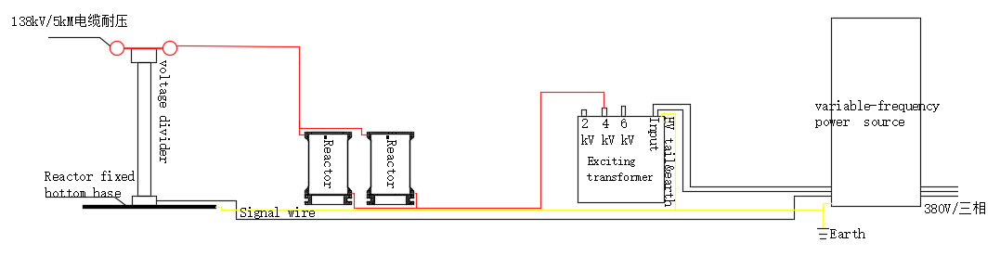 138kV/5kM电缆耐压
voltage divider
Reactor fixed
bottom base
Signal wire
Reactor
Reactor
2 4 6
kV kV kV
Input
HV tail&earth
Exciting
transformer
variable-frequency
power source
380V/三相
Earth